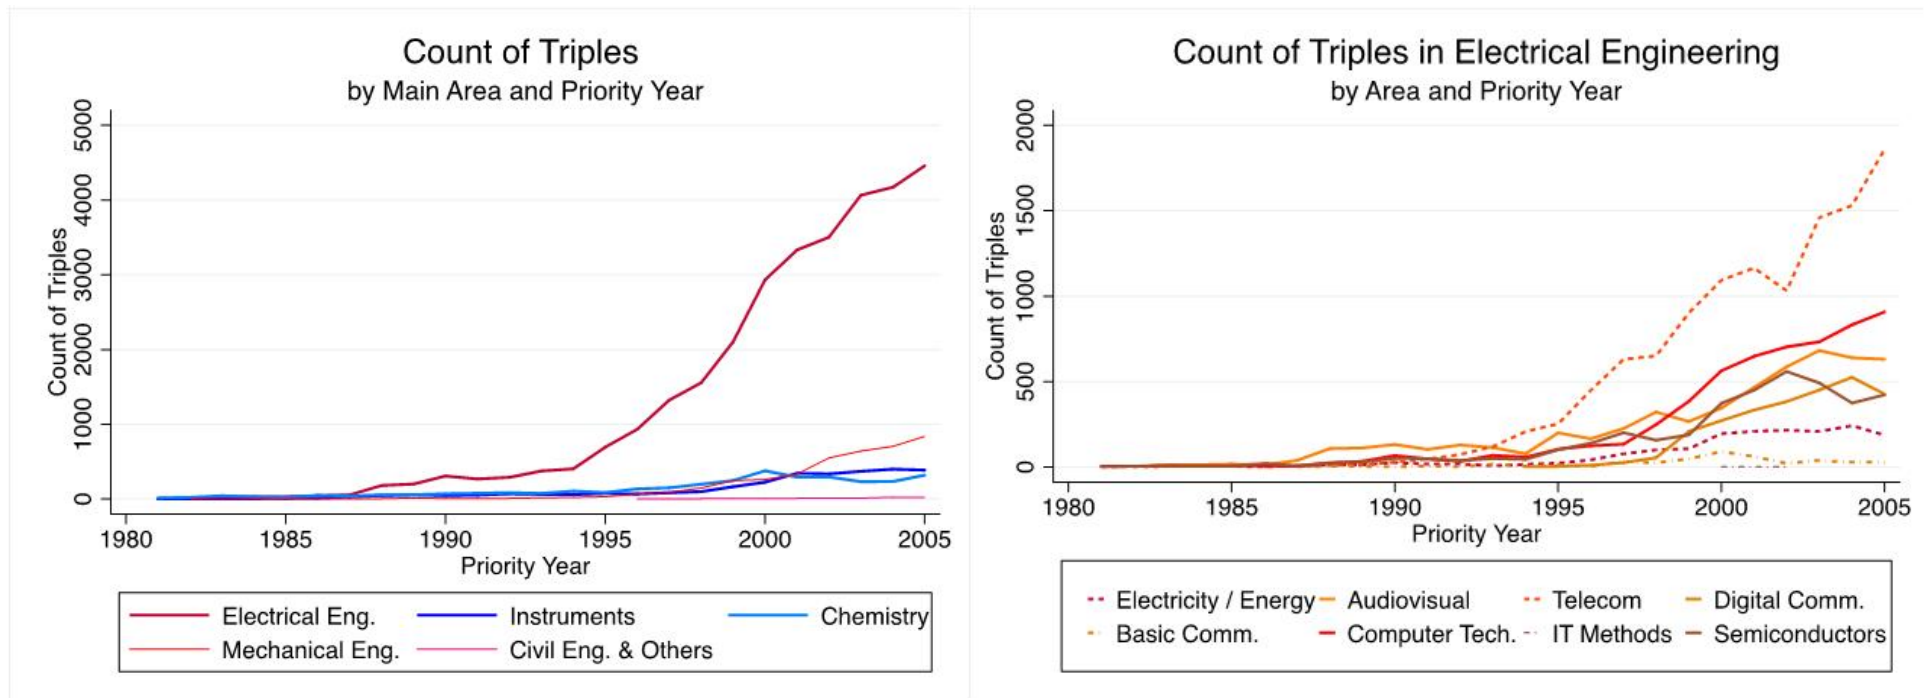 Count of Triples
by Main Area and Priority Year
Count of Triples
5000
4000
3000
2000
1000
0
1980 1985 1990 1995 2000 2005
Priority Year
Electrical Eng. Instruments Chemistry
Mechanical Eng. Civil Eng. & Others
Count of Triples in Electrical Engineering
by Area and Priority Year
Count of Triples
2000
1500
1000
500
0
1980 1985 1990 1995 2000 2005
Priority Year
Electricity / Energy Audiovisual Telecom Digital Comm.
Basic Comm. Computer Tech. IT Methods Semiconductors